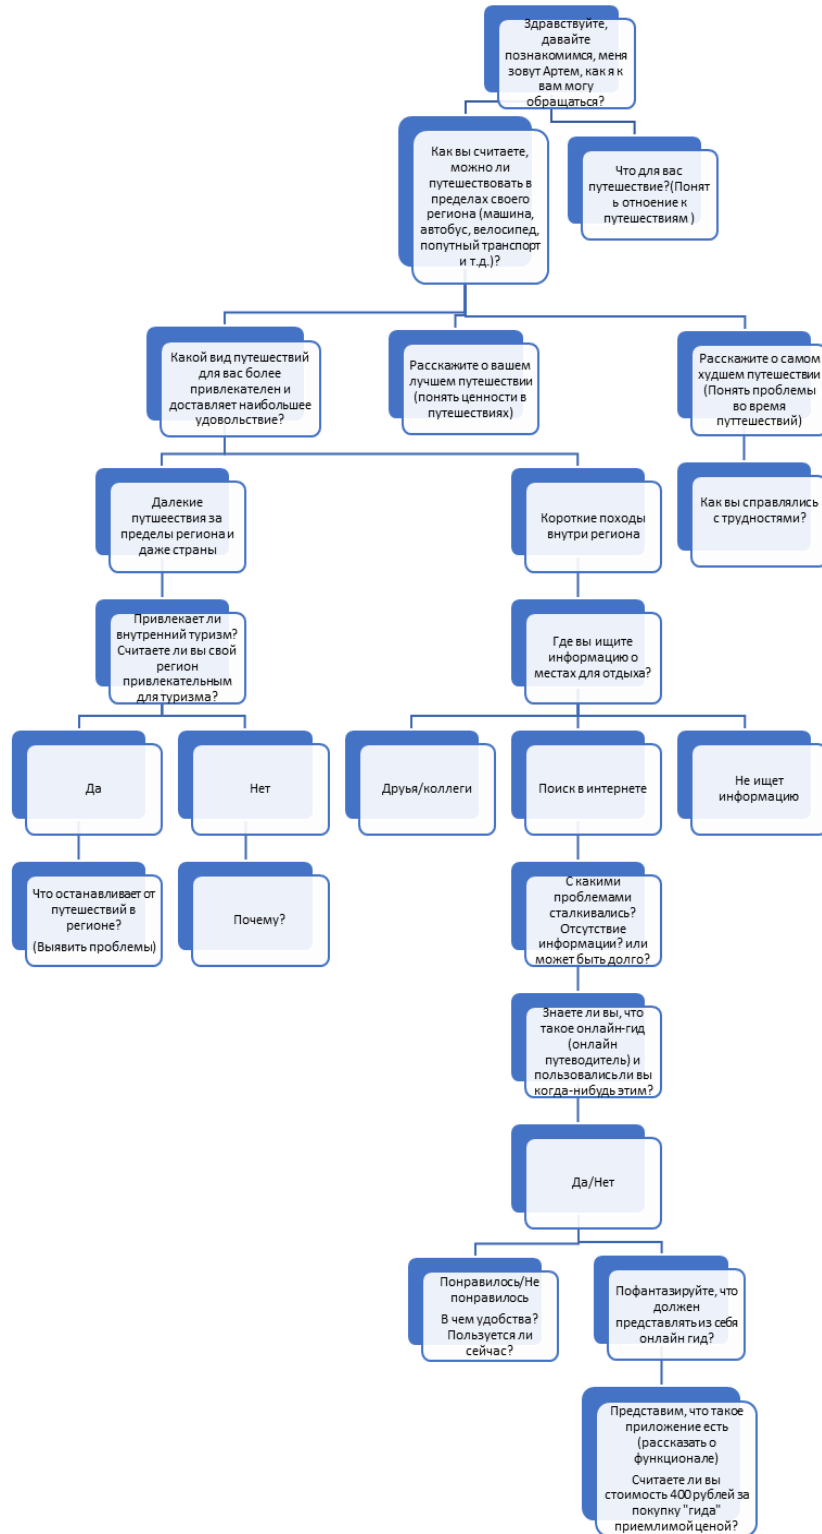 Здравствуйте,
давайте
познакомимся, меня
зовут Артем, как я к
вам могу
обращаться?
Как вы считаете,
можно ли
путешествовать в
пределах своего
региона (машина,
автобус, велосипед,
попутный транспорт
и т.д.)?
Что для вас
путешествие?(Понят
ь отноение к
путешествиям )
Какой вид путешествий
для вас более
привлекателен и
доставляет наибольшее
удовольствие?
Расскажите о вашем
лучшем путешествии
(понять ценности в
путешествиях)
Расскажите о самом
худшем путешествии
(Понять проблемы
во время
путтешествий)
Как вы справлялись
с трудностями?
Далекие
путшеествия за
пределы региона и
даже страны
Короткие походы
внутри региона
Привлекает ли
внутренний туризм?
Считаете ли вы свой
регион
привлекательным
для туризма?
Где вы ищите
информацию о
местах для отдыха?
Да
Нет
Друья/коллеги
Поиск в интернете
Не ищет
информацию
Что останавливает от
путешествий в
регионе?
(Выявить проблемы)
Почему?
С какими
проблемами
сталкивались?
Отсутствие
информации? или
может быть долго?
Знаете ли вы, что
такое онлайн-гид
(онлайн
путеводитель) и
пользовались ли вы
когда-нибудь этим?
Да/Нет
Понравилось/Не
понравилось
В чем удобства?
Пользуется ли
сейчас?
Пофантазируйте, что
должен
представлять из себя
онлайн гид?
Представим, что такое
приложение есть
(рассказать о
функционале)
Считаете ли вы
стоимость 400 рублей за
покупку "гида"
приемлимой ценой?